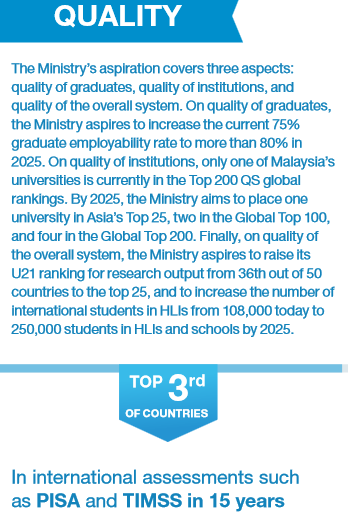 QUALITY
The Ministry's aspiration covers three aspects:
quality of graduates, quality of institutions, and
quality of the overall system. On quality of graduates,
the Ministry aspires to increase the current 75%
graduate employability rate to more than 80% in
2025. On quality of institutions, only one of Malaysia's
universities is currently in the Top 200 QS global
rankings. By 2025, the Ministry aims to place one
university in Asia's Top 25, two in the Global Top 100,
and four in the Global Top 200. Finally, on quality of
the overall system, the Ministry aspires to raise its
U21 ranking for research output from 36th out of 50
countries to the top 25, and to increase the number of
international students in HLIs from 108,000 today to
250,000 students in HLIs and schools by 2025.
TOP 3rd
OF COUNTRIES
In international assessments such
as PISA and TIMSS in 15 years